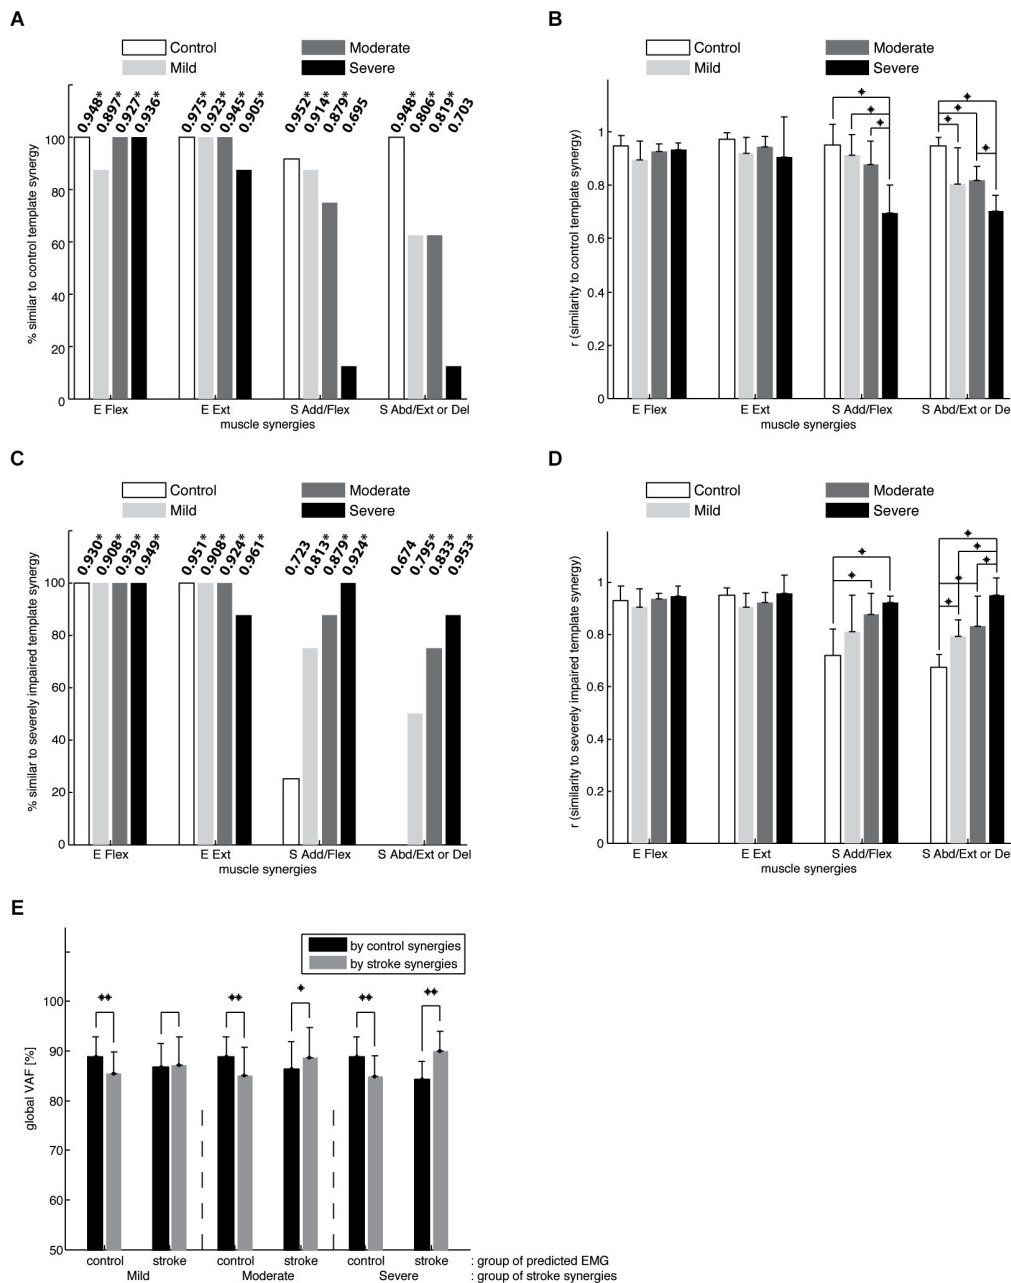 A
Control
Moderate
Mild
Severe
0.948* 0.897* 0.927* 0.936* 0.975* 0.923* 0.945* 0.905* 0.952* 0.914* 0.879* 0.695 0.948* 0.806* 0.819* 0.703
% similar to control template synergy
100
80
60
40
20
0
E Flex E Ext S Add/Flex S Abd/Ext or Del
muscle synergies
B
Control
Moderate
Mild
Severe
r (similarity to control template synergy)
1
0.8
0.6
0.4
0.2
0
E Flex E Ext S Add/Flex S Abd/Ext or De
muscle synergies
C
Control
Moderate
Mild
Severe
0.930* 0.908* 0.939* 0.949* 0.951* 0.908* 0.924* 0.961* 0.723 0.813* 0.879* 0.924* 0.674 0.795* 0.833* 0.953*
% similar to severely impaired template synergy
100
80
60
40
20
0
E Flex E Ext S Add/Flex S Abd/Ext or Del
muscle synergies
D
Control
Moderate
Mild
Severe
r (similarity to severely impaired template synergy)
1
0.8
0.6
0.4
0.2
0
E Flex E Ext S Add/Flex S Abd/Ext or De
muscle synergies
E
by control synergies
by stroke synergies
global VAF [%]
100
90
80
70
60
50
control stroke control stroke control stroke : group of predicted EMG
Mild Moderate Severe : group of stroke synergies